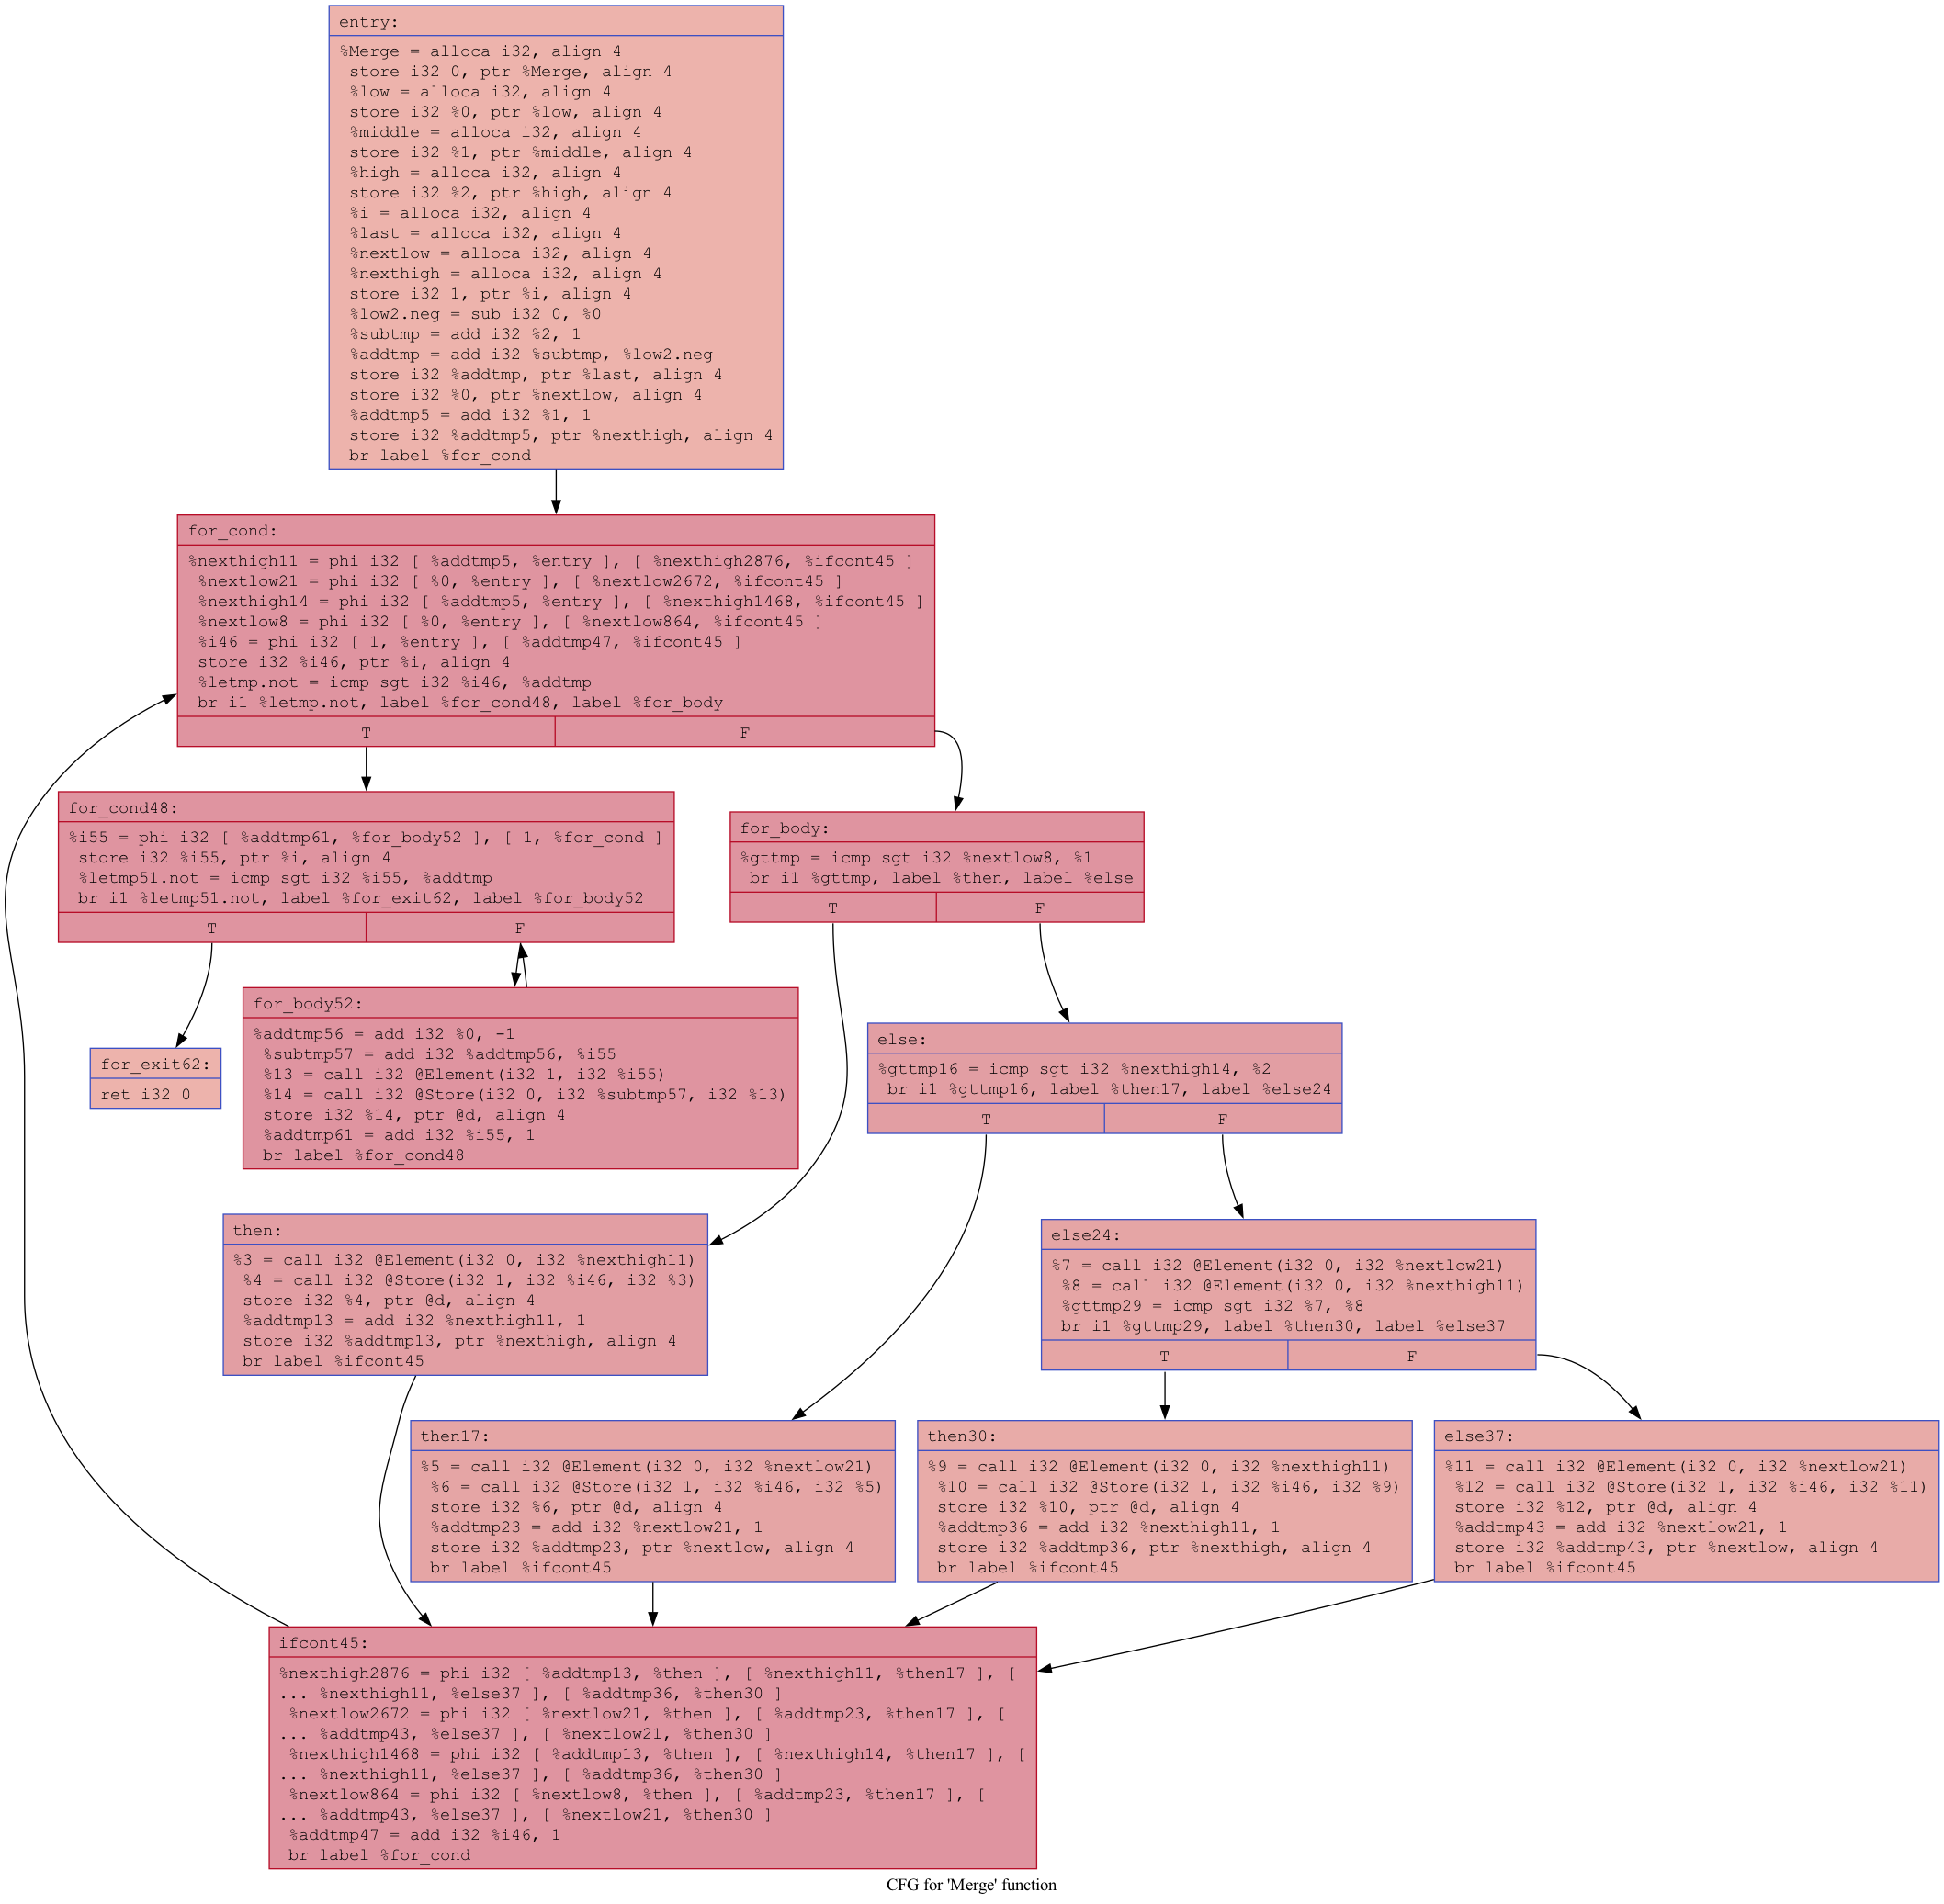 entry:
%Merge = alloca i32, align 4
store i32 0, ptr %Merge, align 4
%low = alloca i32, align 4
store i32 %0, ptr %low, align 4
%middle = alloca i32, align 4
store i32 %1, ptr %middle, align 4
%high = alloca i32, align 4
store i32 %2, ptr %high, align 4
%i = alloca i32, align 4
%last = alloca i32, align 4
%nextlow = alloca i32, align 4
%nexthigh = alloca i32, align 4
store i32 1, ptr %i, align 4
%low2.neg = sub i32 0, %0
%subtmp = add i32 %2, 1
%addtmp = add i32 %subtmp, %low2.neg
store i32 %addtmp, ptr %last, align 4
store i32 %0, ptr %nextlow, align 4
%addtmp5 = add i32 %1, 1
store i32 %addtmp5, ptr %nexthigh, align 4
br label %for_cond
for_cond:
%nexthigh11 = phi i32 [ %addtmp5, %entry ], [ %nexthigh2876, %ifcont45 ]
%nextlow21 = phi i32 [ %0, %entry ], [ %nextlow2672, %ifcont45 ]
%nexthigh14 = phi i32 [ %addtmp5, %entry ], [ %nexthigh1468, %ifcont45 ]
%nextlow8 = phi i32 [ %0, %entry ], [ %nextlow864, %ifcont45 ]
%i46 = phi i32 [ 1, %entry ], [ %addtmp47, %ifcont45 ]
store i32 %i46, ptr %i, align 4
%letmp.not = icmp sgt i32 %i46, %addtmp
br i1 %letmp.not, label %for_cond48, label %for_body
T
F
for_cond48:
%i55 = phi i32 [ %addtmp61, %for_body52 ], [ 1, %for_cond ]
store i32 %i55, ptr %i, align 4
%letmp51.not = icmp sgt i32 %i55, %addtmp
br i1 %letmp51.not, label %for_exit62, label %for_body52
T
F
for_body:
%gttmp = icmp sgt i32 %nextlow8, %1
br i1 %gttmp, label %then, label %else
T
F
for_exit62:
ret i32 0
for_body52:
%addtmp56 = add i32 %0, -1
%subtmp57 = add i32 %addtmp56, %i55
%13 = call i32 @Element(i32 1, i32 %i55)
%14 = call i32 @Store(i32 0, i32 %subtmp57, i32 %13)
store i32 %14, ptr @d, align 4
%addtmp61 = add i32 %i55, 1
br label %for_cond48
else:
%gttmp16 = icmp sgt i32 %nexthigh14, %2
br i1 %gttmp16, label %then17, label %else24
T
F
then:
%3 = call i32 @Element(i32 0, i32 %nexthigh11)
%4 = call i32 @Store(i32 1, i32 %i46, i32 %3)
store i32 %4, ptr @d, align 4
%addtmp13 = add i32 %nexthigh11, 1
store i32 %addtmp13, ptr %nexthigh, align 4
br label %ifcont45
else24:
%7 = call i32 @Element(i32 0, i32 %nextlow21)
%8 = call i32 @Element(i32 0, i32 %nexthigh11)
%gttmp29 = icmp sgt i32 %7, %8
br i1 %gttmp29, label %then30, label %else37
T
F
then17:
%5 = call i32 @Element(i32 0, i32 %nextlow21)
%6 = call i32 @Store(i32 1, i32 %i46, i32 %5)
store i32 %6, ptr @d, align 4
%addtmp23 = add i32 %nextlow21, 1
store i32 %addtmp23, ptr %nextlow, align 4
br label %ifcont45
then30:
%9 = call i32 @Element(i32 0, i32 %nexthigh11)
%10 = call i32 @Store(i32 1, i32 %i46, i32 %9)
store i32 %10, ptr @d, align 4
%addtmp36 = add i32 %nexthigh11, 1
store i32 %addtmp36, ptr %nexthigh, align 4
br label %ifcont45
else37:
%11 = call i32 @Element(i32 0, i32 %nextlow21)
%12 = call i32 @Store(i32 1, i32 %i46, i32 %11)
store i32 %12, ptr @d, align 4
%addtmp43 = add i32 %nextlow21, 1
store i32 %addtmp43, ptr %nextlow, align 4
br label %ifcont45
ifcont45:
%nexthigh2876 = phi i32 [ %addtmp13, %then ], [ %nexthigh11, %then17 ], [
... %nexthigh11, %else37 ], [ %addtmp36, %then30 ]
%nextlow2672 = phi i32 [ %nextlow21, %then ], [ %addtmp23, %then17 ], [
... %addtmp43, %else37 ], [ %nextlow21, %then30 ]
%nexthigh1468 = phi i32 [ %addtmp13, %then ], [ %nexthigh14, %then17 ], [
... %nexthigh11, %else37 ], [ %addtmp36, %then30 ]
%nextlow864 = phi i32 [ %nextlow8, %then ], [ %addtmp23, %then17 ], [
... %addtmp43, %else37 ], [ %nextlow21, %then30 ]
%addtmp47 = add i32 %i46, 1
br label %for_cond
CFG for 'Merge' function